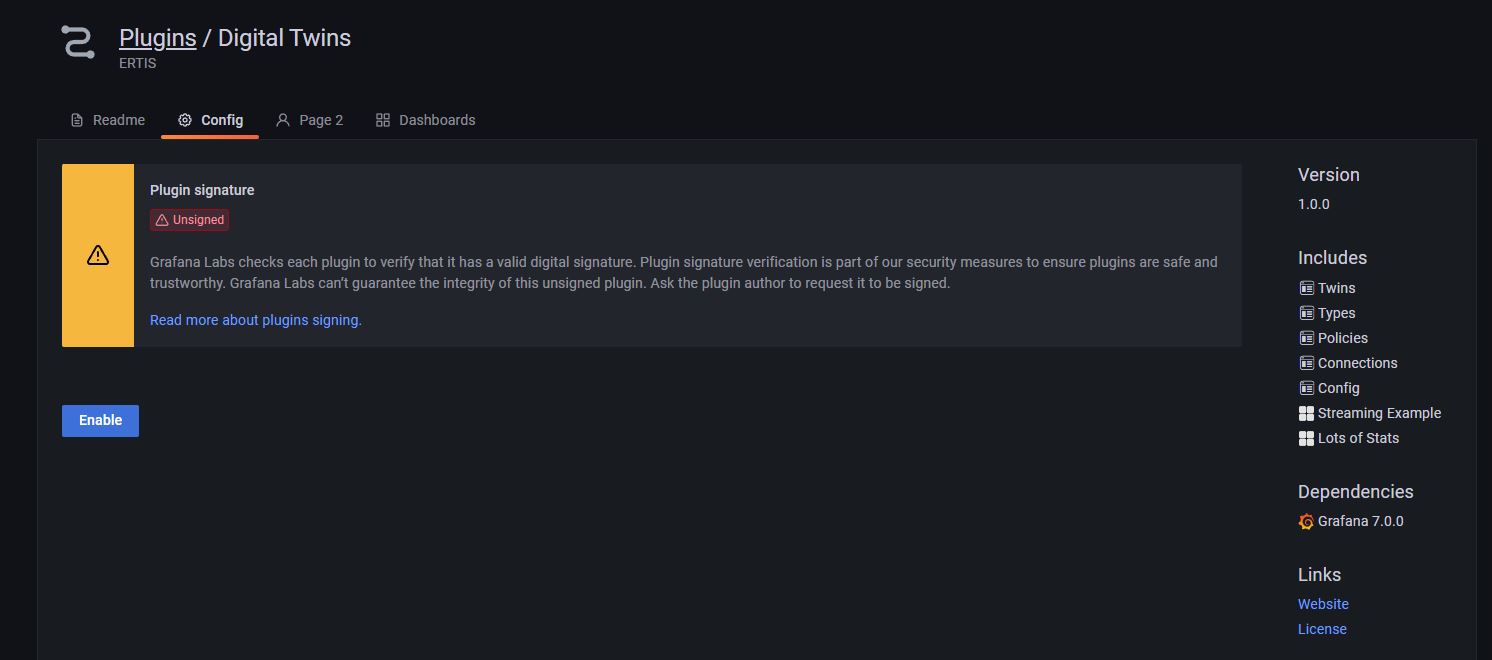 Plugins / Digital Twins
ERTIS
Readme
Config
Page 2
Dashboards
Plugin signature
Unsigned
Grafana Labs checks each plugin to verify that it has a valid digital signature. Plugin signature verification is part of our security measures to ensure plugins are safe and
trustworthy. Grafana Labs can’t guarantee the integrity of this unsigned plugin. Ask the plugin author to request it to be signed.
Read more about plugins signing.
Enable
Version
1.0.0
Includes
Twins
Types
Policies
Connections
Config
Streaming Example
Lots of Stats
Dependencies
Grafana 7.0.0
Links
Website
License